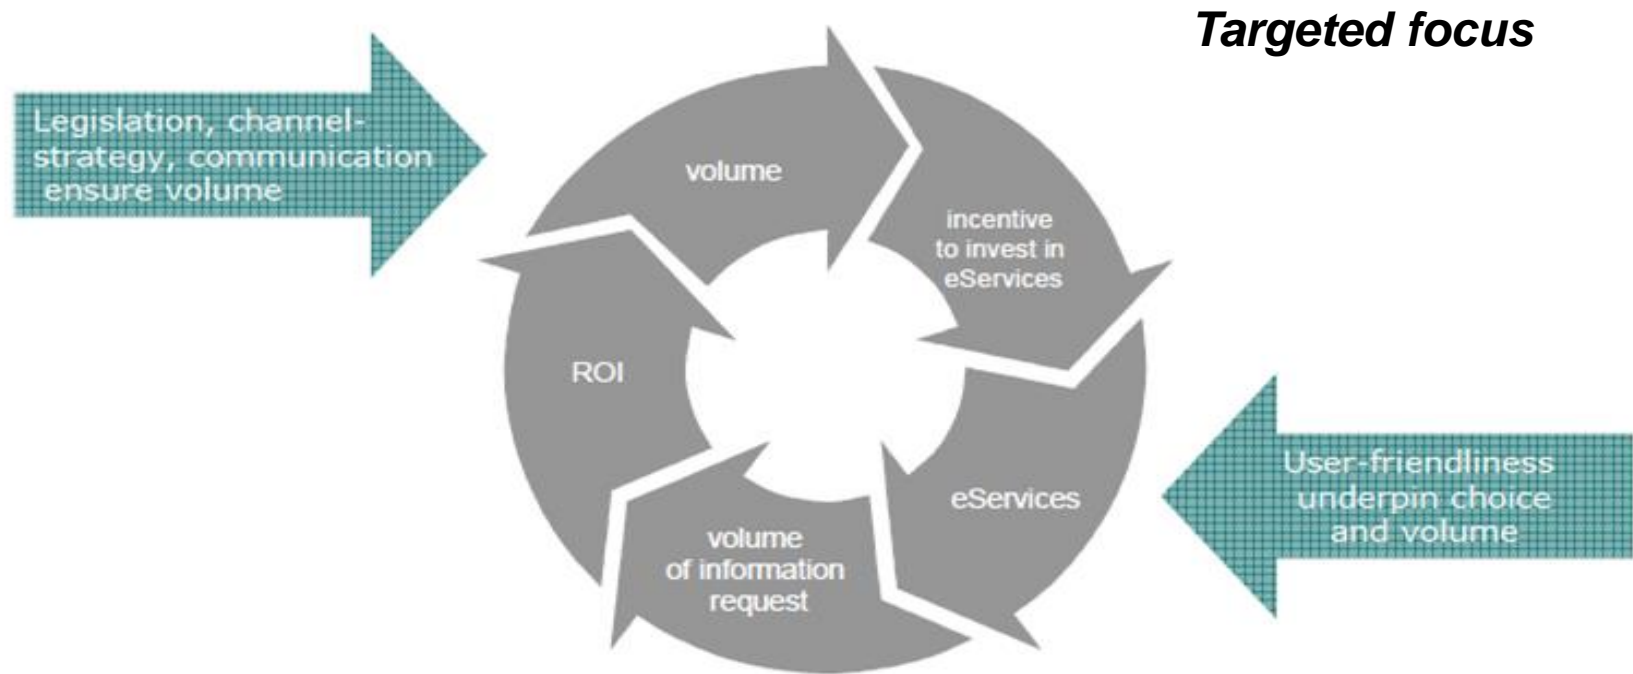 Targeted focus
Legislation, channel-
strategy, communication
ensure volume
volume
incentive
to invest in
eServices
ROI
eServices
volume
of information
request
User-friendliness
underpin choice
and volume